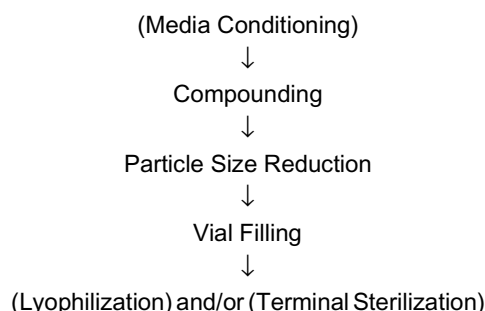 (Media Conditioning)
↓
Compounding
↓
Particle Size Reduction
↓
Vial Filling
↓
(Lyophilization) and/or (Terminal Sterilization)